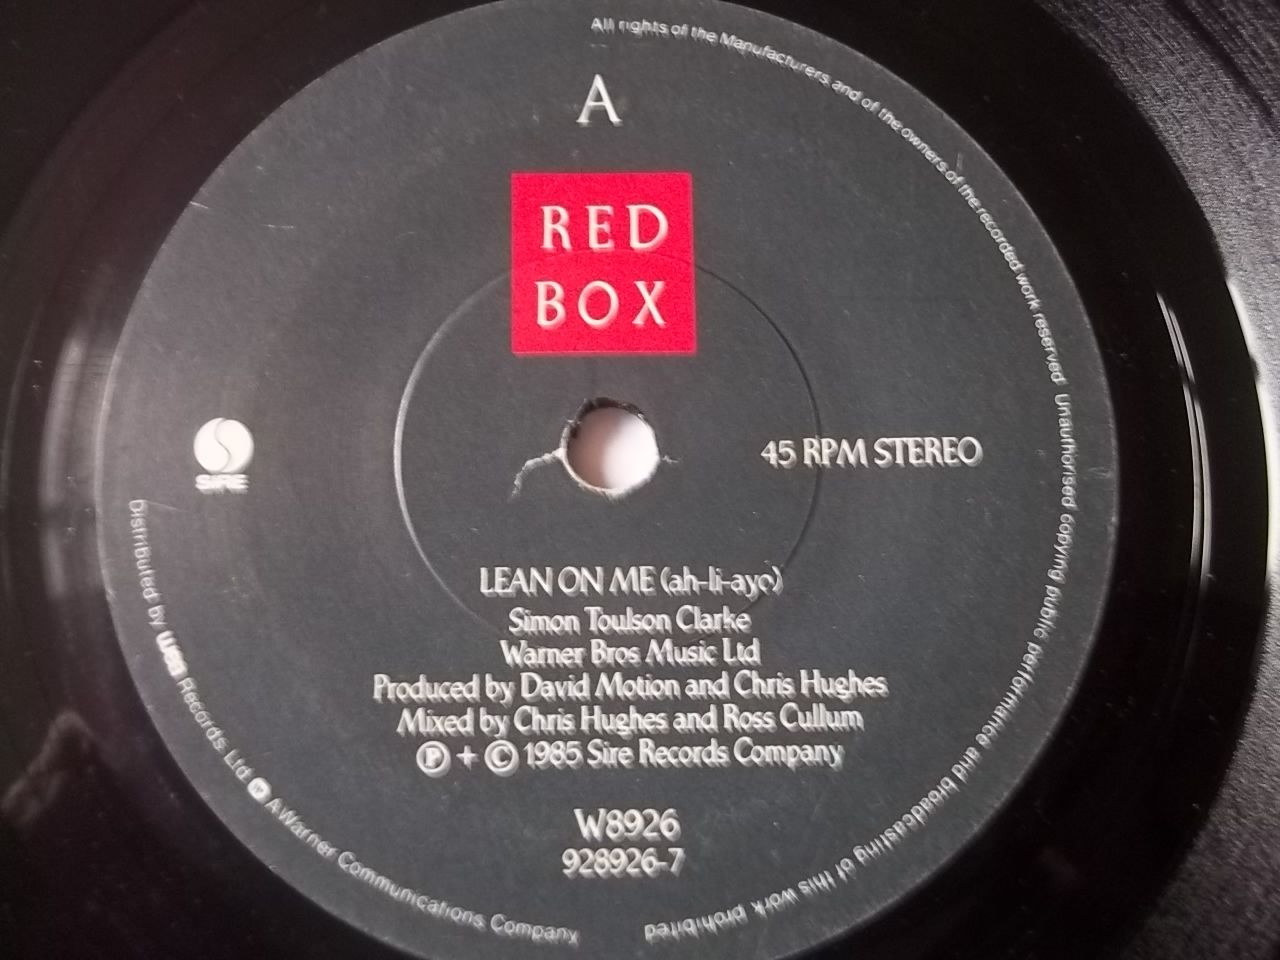 All rights of the Manufacturers and of the owners of the recorded work reserved Unauthorised copying public performance and broadcasting of this work prohibited
A
RED
BOX
SIRE
45 RPM STEREO
LEAN ON ME (ah-li-ayo)
Simon Toulson Clarke
Warner Bros Music Ltd
Produced by David Motion and Chris Hughes
Mixed by Chris Hughes and Ross Cullum
℗ + © 1985 Sire Records Company
W8926
928926-7
Distributed by wea Records Ltd. A Warner Communications Company